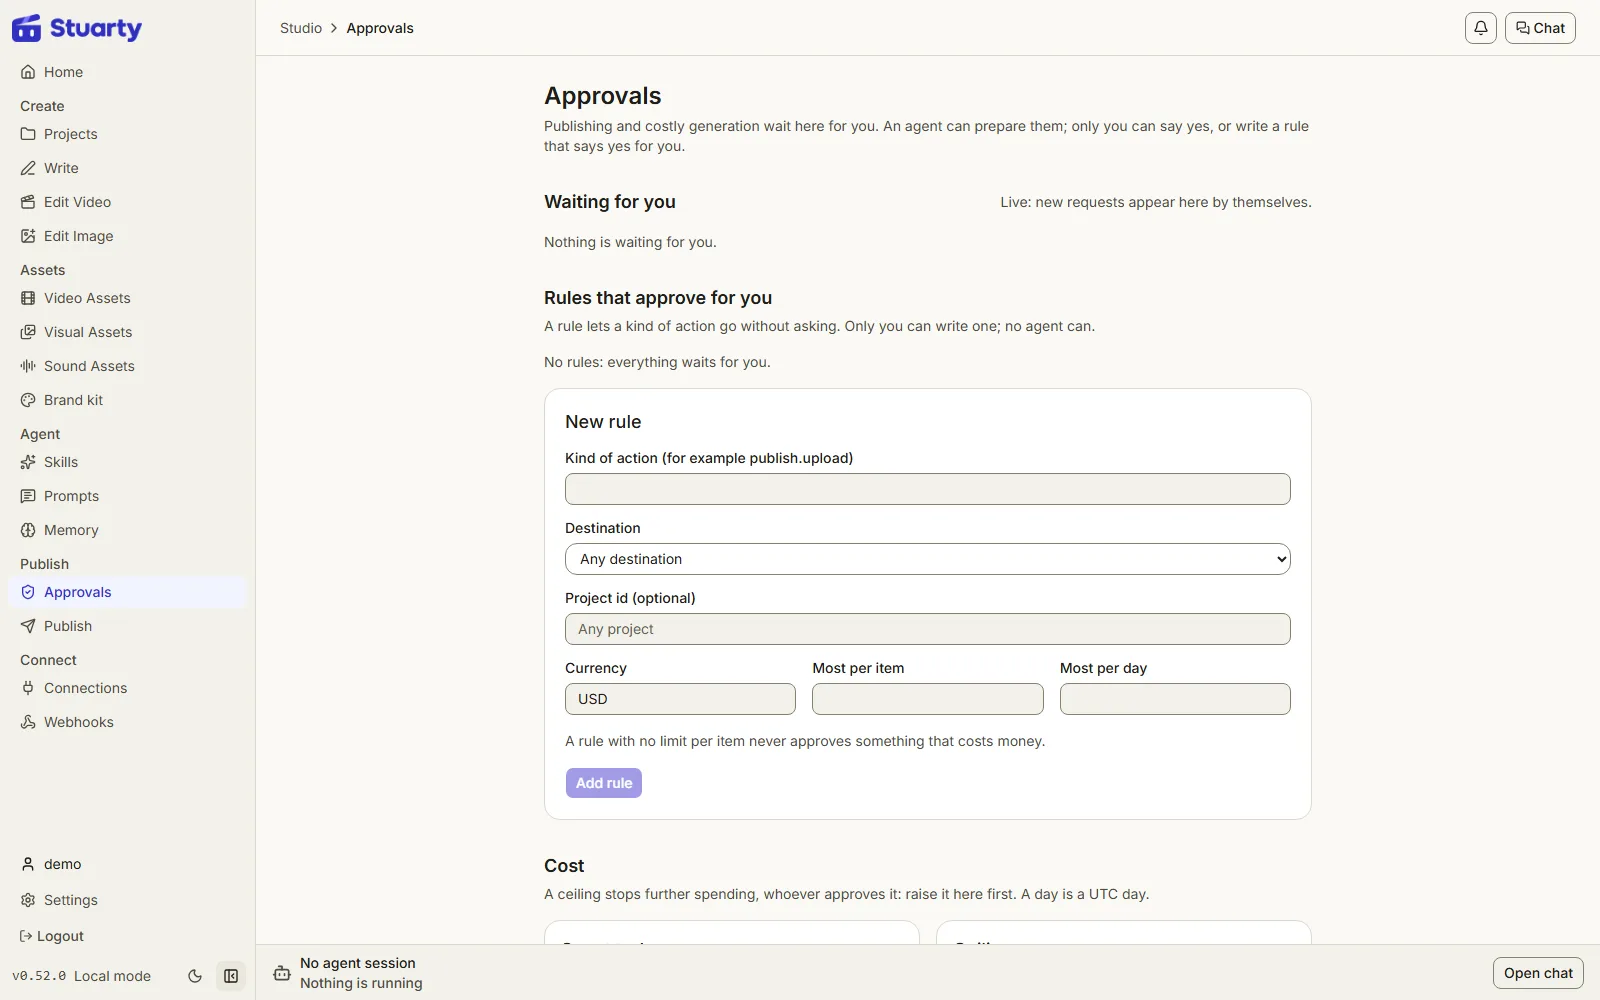 Stuarty
Home
Create
Projects
Write
Edit Video
Edit Image
Assets
Video Assets
Visual Assets
Sound Assets
Brand kit
Agent
Skills
Prompts
Memory
Publish
Approvals
Publish
Connect
Connections
Webhooks
demo
Settings
Logout
v0.52.0 Local mode
Studio > Approvals
Chat
Approvals
Publishing and costly generation wait here for you. An agent can prepare them; only you can say yes, or write a rule
that says yes for you.
Waiting for you
Live: new requests appear here by themselves.
Nothing is waiting for you.
Rules that approve for you
A rule lets a kind of action go without asking. Only you can write one; no agent can.
No rules: everything waits for you.
New rule
Kind of action (for example publish.upload)
Destination
Any destination
Project id (optional)
Any project
Currency
Most per item
Most per day
USD
A rule with no limit per item never approves something that costs money.
Add rule
Cost
A ceiling stops further spending, whoever approves it: raise it here first. A day is a UTC day.
No agent session
Nothing is running
Open chat